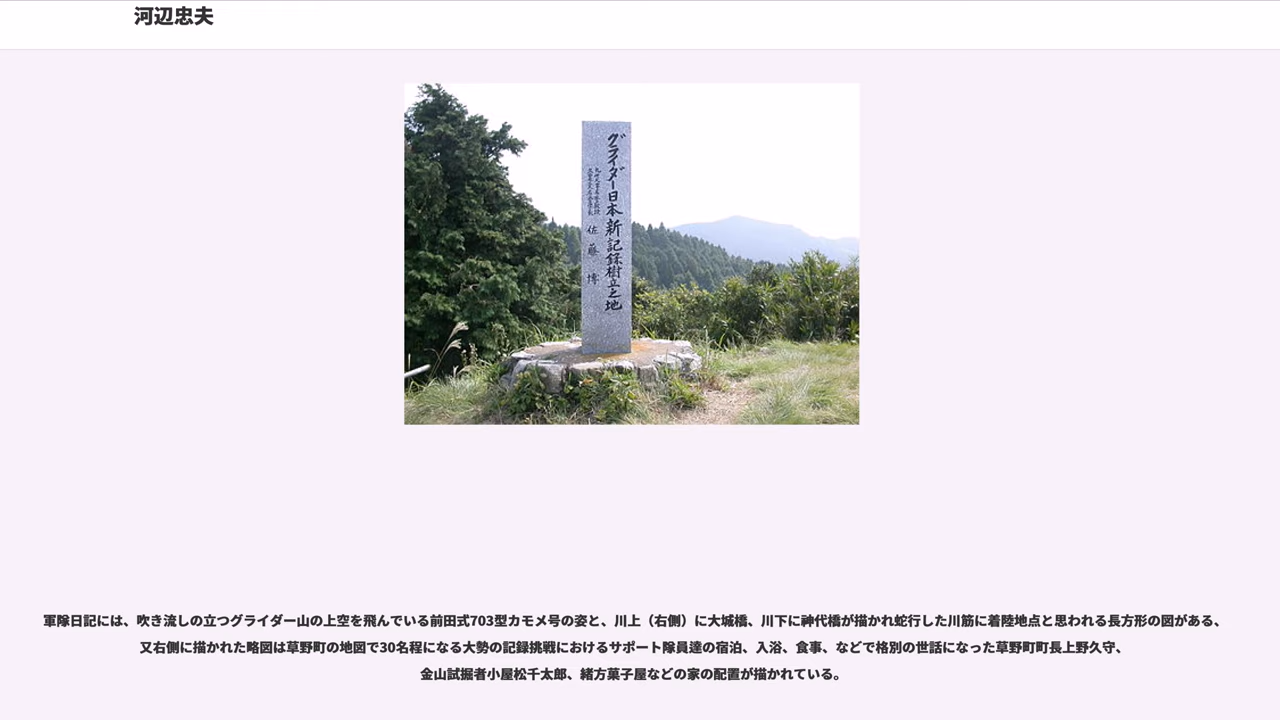 河辺忠夫
グライダー日本新記録樹立之地
佐藤博
軍隊日記には、吹き流しの立つグライダー山の上空を飛んでいる前田式703型カモメ号の姿と、川上（右側）に大城橋、川下に神代橋が描かれ蛇行した川筋に着陸地点と思われる長方形の図がある、
又右側に描かれた略図は草野町の地図で30名程になる大勢の記録挑戦におけるサポート隊員達の宿泊、入浴、食事、などで格別の世話になった草野町町長上野久守、
金山試掘者小屋松千太郎、緒方菓子屋などの家の配置が描かれている。